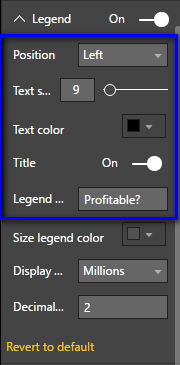 Legend On
Position Left
Text s... 9
Text color
Title On
Legend ... Profitable?
Size legend color
Display ... Millions
Decimal... 2
Revert to default